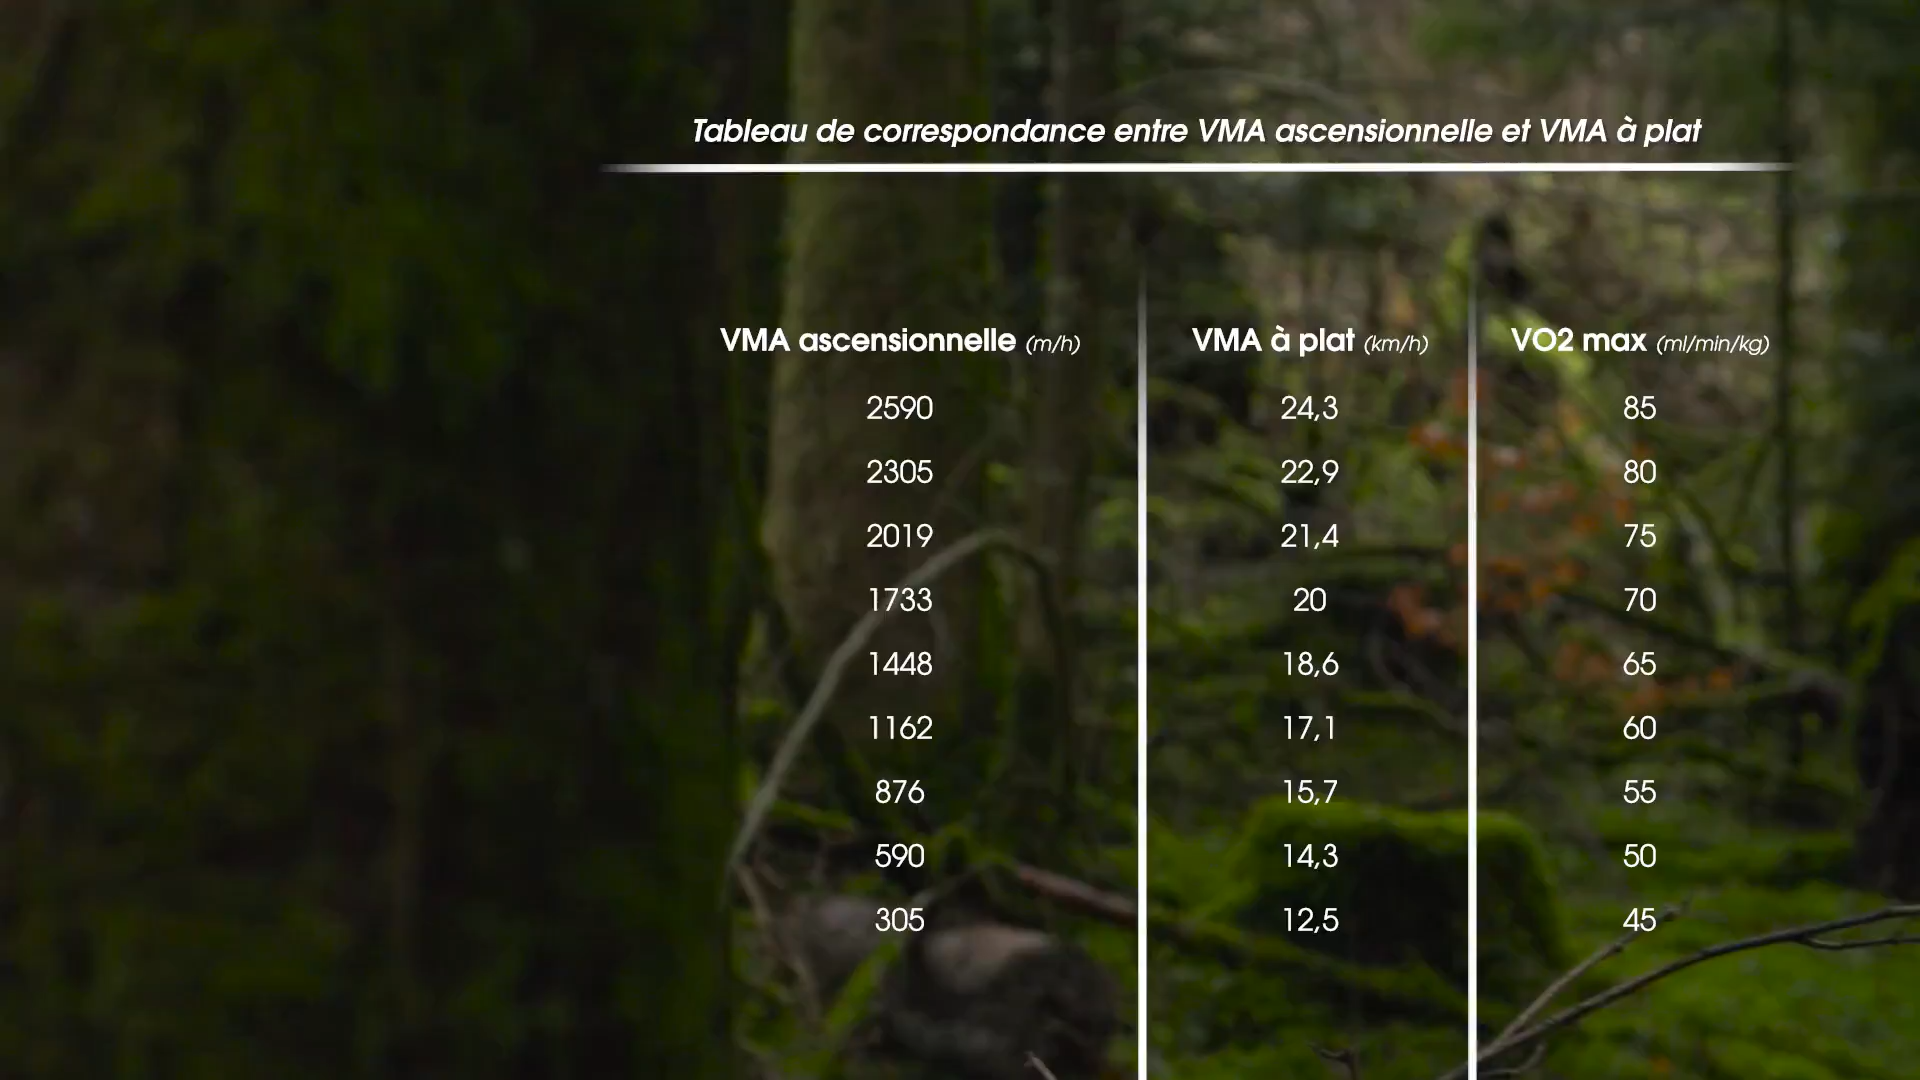 Tableau de correspondance entre VMA ascensionnelle et VMA à plat
VMA ascensionnelle (m/h) VMA à plat (km/h) VO2 max (ml/min/kg)
2590 24,3 85
2305 22,9 80
2019 21,4 75
1733 20 70
1448 18,6 65
1162 17,1 60
876 15,7 55
590 14,3 50
305 12,5 45